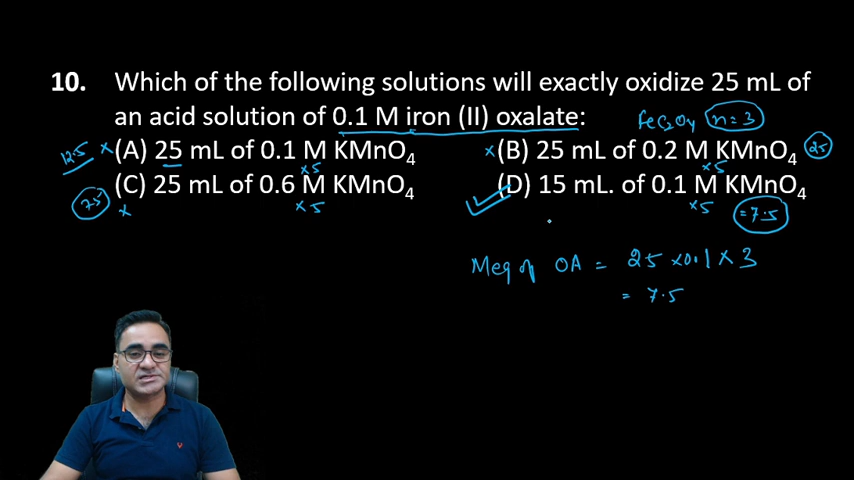 10. Which of the following solutions will exactly oxidize 25 mL of
an acid solution of 0.1 M iron (II) oxalate:
FeC₂O₄ n=3
12.5 × (A) 25 mL of 0.1 M KMnO₄ × (B) 25 mL of 0.2 M KMnO₄ 25
×5 ×5
75 × (C) 25 mL of 0.6 M KMnO₄ (D) 15 mL. of 0.1 M KMnO₄
×5 ×5 =7.5
Meq of OA = 25 ×0.1 × 3
= 7.5